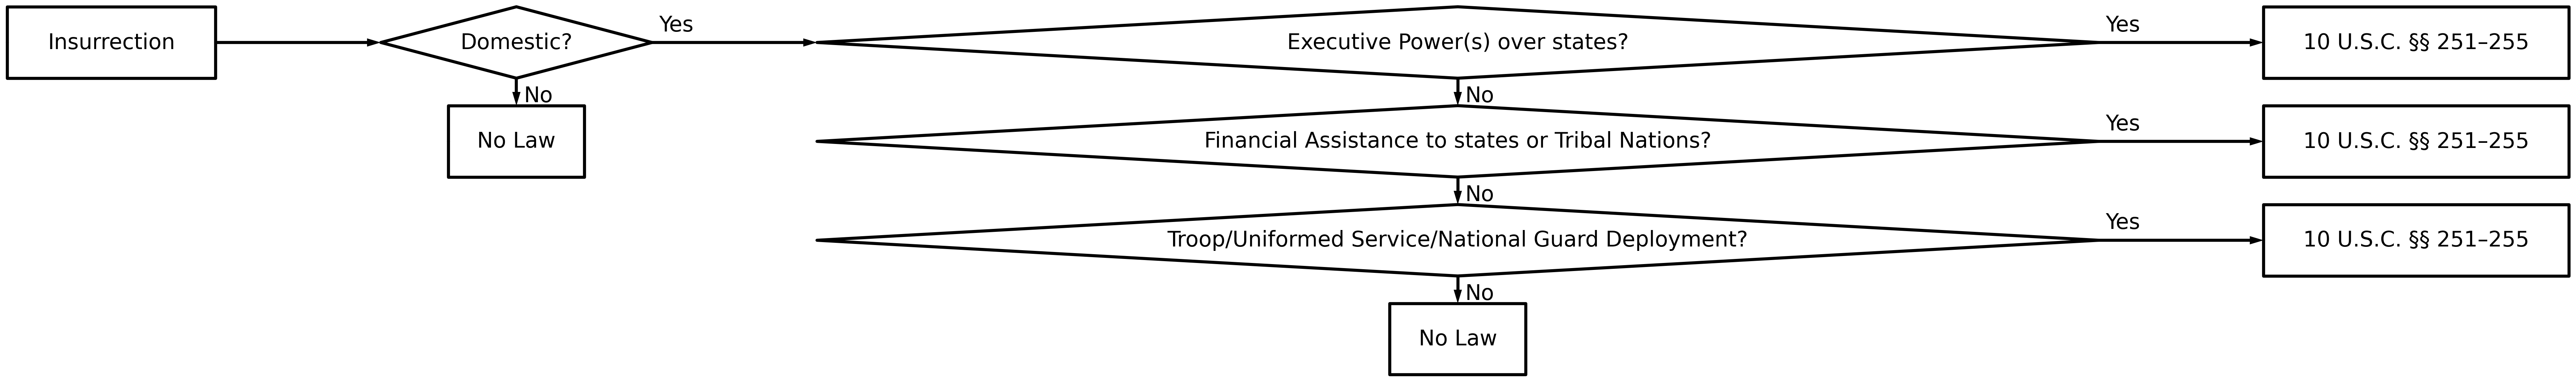 Insurrection
Domestic?
Yes
Executive Power(s) over states?
Yes
10 U.S.C. §§ 251–255
No
No
No Law
Financial Assistance to states or Tribal Nations?
Yes
10 U.S.C. §§ 251–255
No
Troop/Uniformed Service/National Guard Deployment?
Yes
10 U.S.C. §§ 251–255
No
No Law